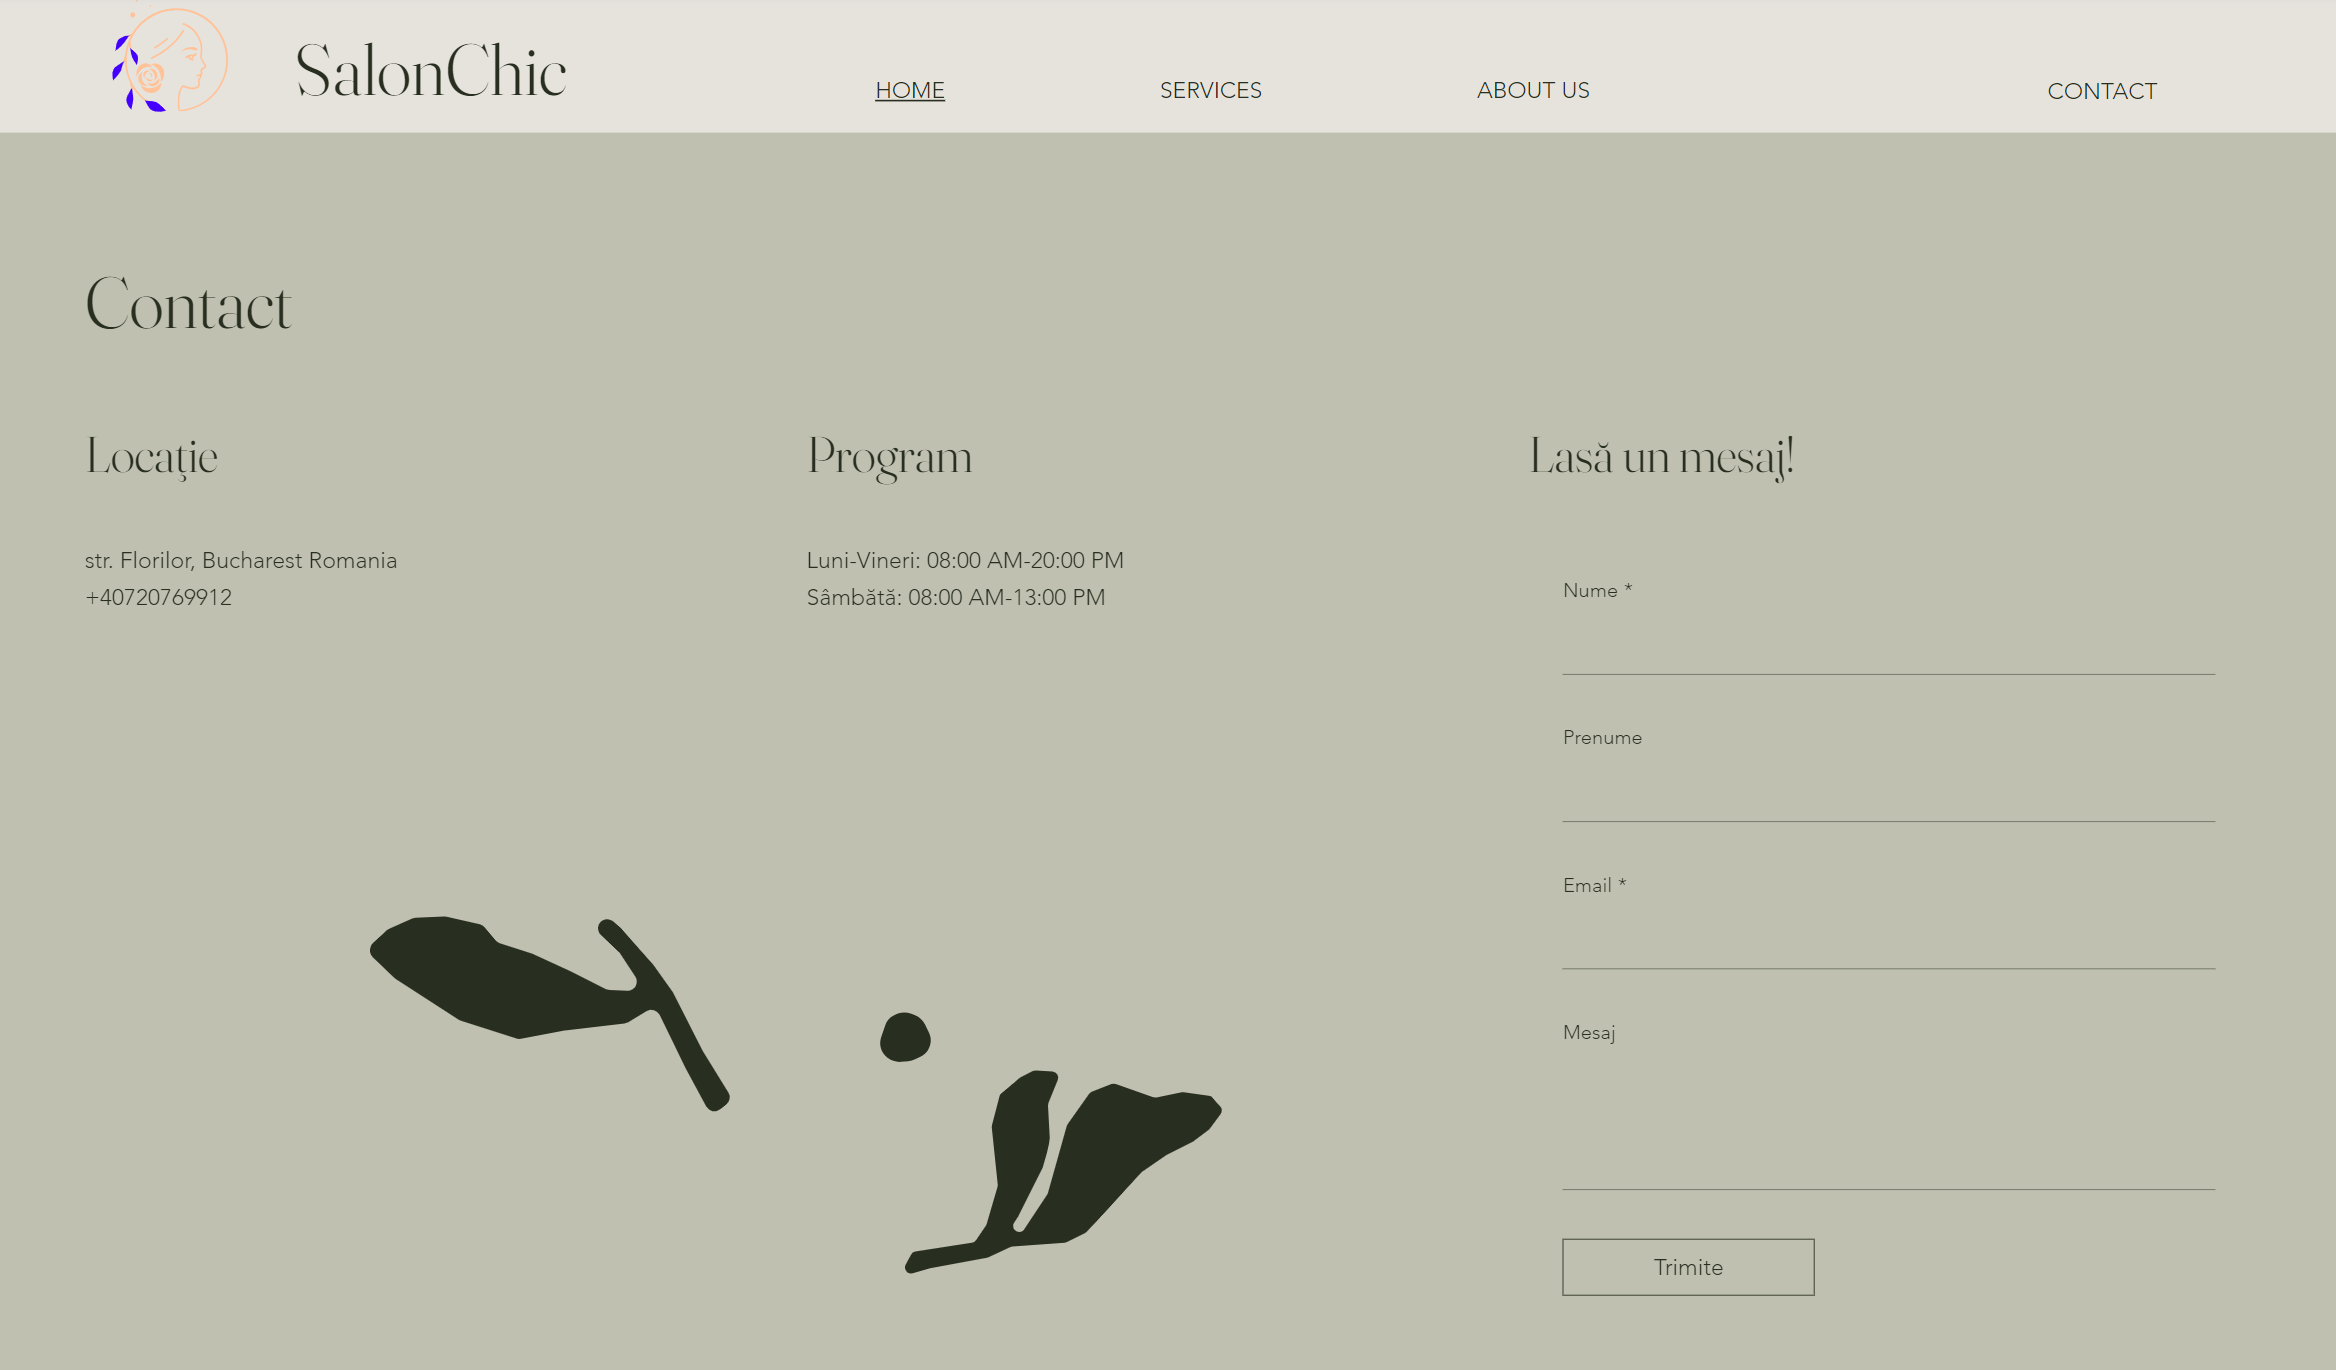 SalonChic
HOME
SERVICES
ABOUT US
CONTACT
Contact
Locaţie
str. Florilor, Bucharest Romania
+40720769912
Program
Luni-Vineri: 08:00 AM-20:00 PM
Sâmbătă: 08:00 AM-13:00 PM
Lasă un mesaj!
Nume *
Prenume
Email *
Mesaj
Trimite